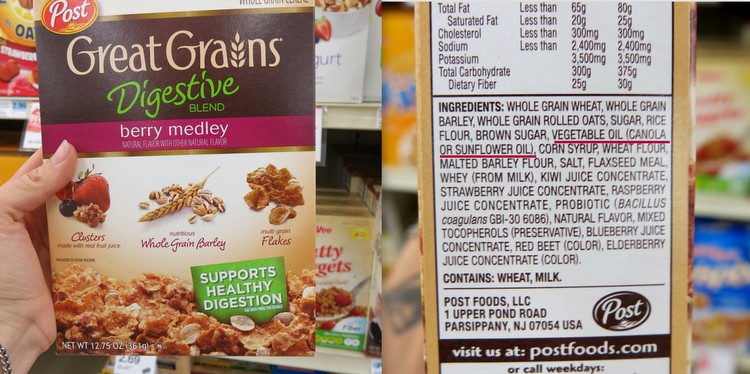 WHOLE GRAIN CEREAL
Post
Great Grains
Digestive
BLEND
berry medley
NATURAL FLAVOR WITH OTHER NATURAL FLAVOR
Clusters
made with real fruit juice
nutritious
Whole Grain Barley
multi grain
Flakes
SUPPORTS
HEALTHY
DIGESTION
NET WT 12.75 OZ (361g)
2.69
Total Fat Less than 65g 80g
Saturated Fat Less than 20g 25g
Cholesterol Less than 300mg 300mg
Sodium Less than 2,400mg 2,400mg
Potassium 3,500mg 3,500mg
Total Carbohydrate 300g 375g
Dietary Fiber 25g 30g
INGREDIENTS: WHOLE GRAIN WHEAT, WHOLE GRAIN
BARLEY, WHOLE GRAIN ROLLED OATS, SUGAR, RICE
FLOUR, BROWN SUGAR, VEGETABLE OIL (CANOLA
OR SUNFLOWER OIL), CORN SYRUP, WHEAT FLOUR,
MALTED BARLEY FLOUR, SALT, FLAXSEED MEAL,
WHEY (FROM MILK), KIWI JUICE CONCENTRATE,
STRAWBERRY JUICE CONCENTRATE, RASPBERRY
JUICE CONCENTRATE, PROBIOTIC (BACILLUS
coagulans GBI-30 6086), NATURAL FLAVOR, MIXED
TOCOPHEROLS (PRESERVATIVE), BLUEBERRY JUICE
CONCENTRATE, RED BEET (COLOR), ELDERBERRY
JUICE CONCENTRATE (COLOR).
CONTAINS: WHEAT, MILK.
POST FOODS, LLC
1 UPPER POND ROAD
PARSIPPANY, NJ 07054 USA
Post
visit us at: postfoods.com
or call weekdays: